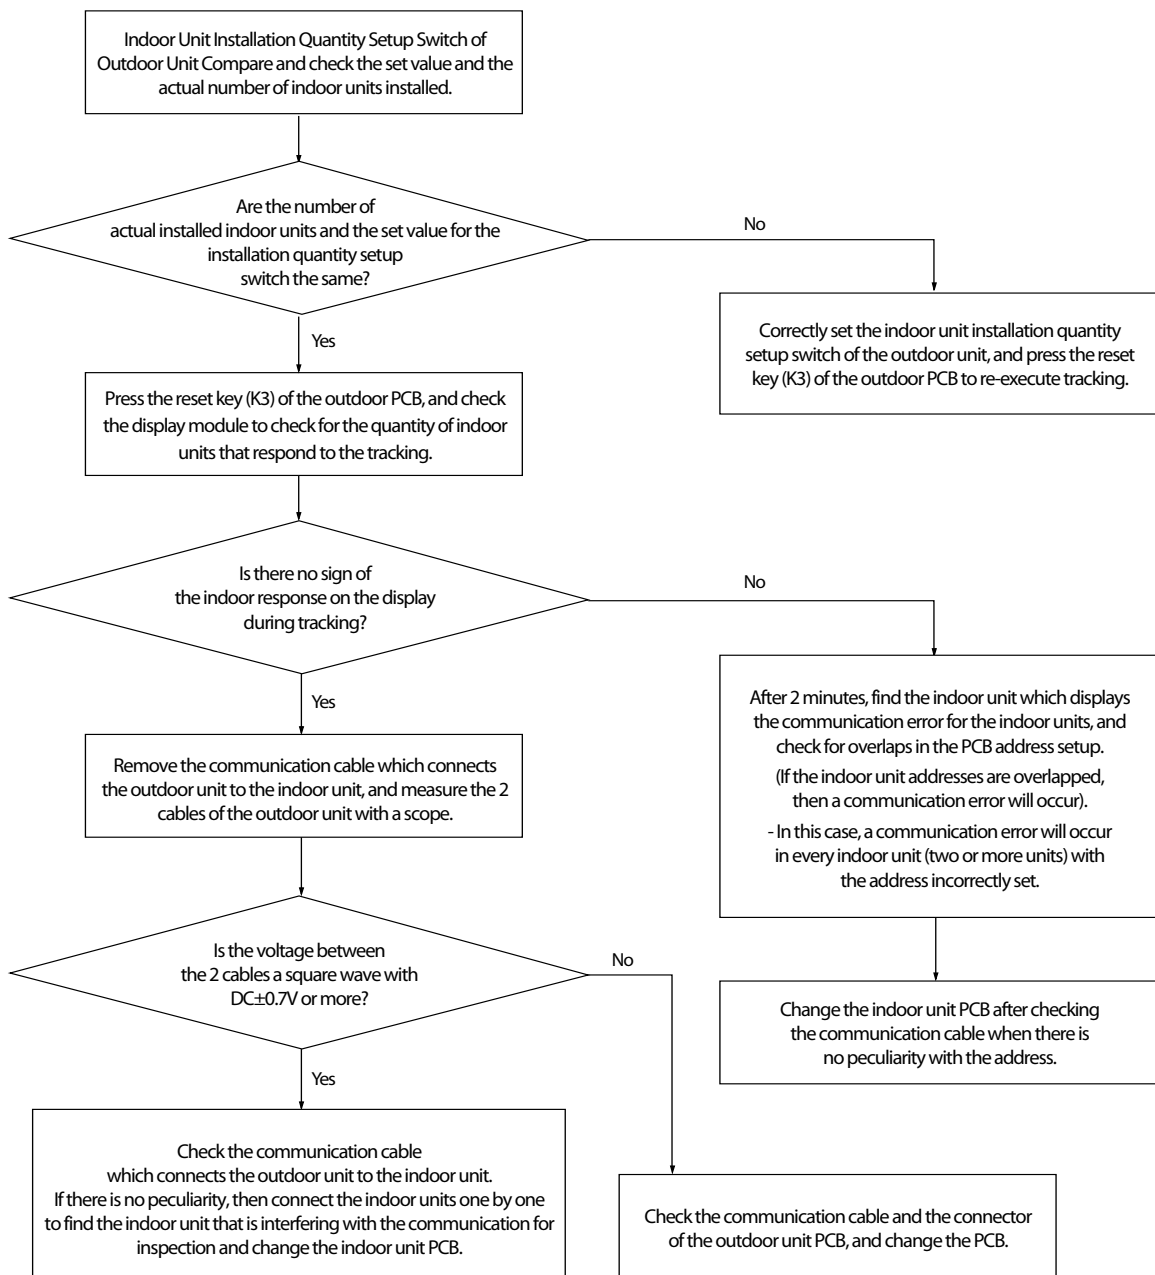 Indoor Unit Installation Quantity Setup Switch of
Outdoor Unit Compare and check the set value and the
actual number of indoor units installed.
Are the number of
actual installed indoor units and the set value for the
installation quantity setup
switch the same?
No
Correctly set the indoor unit installation quantity
setup switch of the outdoor unit, and press the reset
key (K3) of the outdoor PCB to re-execute tracking.
Yes
Press the reset key (K3) of the outdoor PCB, and check
the display module to check for the quantity of indoor
units that respond to the tracking.
Is there no sign of
the indoor response on the display
during tracking?
No
After 2 minutes, find the indoor unit which displays
the communication error for the indoor units, and
check for overlaps in the PCB address setup.
(If the indoor unit addresses are overlapped,
then a communication error will occur).
- In this case, a communication error will occur
in every indoor unit (two or more units) with
the address incorrectly set.
Change the indoor unit PCB after checking
the communication cable when there is
no peculiarity with the address.
Yes
Remove the communication cable which connects
the outdoor unit to the indoor unit, and measure the 2
cables of the outdoor unit with a scope.
Is the voltage between
the 2 cables a square wave with
DC±0.7V or more?
No
Yes
Check the communication cable
which connects the outdoor unit to the indoor unit.
If there is no peculiarity, then connect the indoor units one by one
to find the indoor unit that is interfering with the communication for
inspection and change the indoor unit PCB.
Check the communication cable and the connector
of the outdoor unit PCB, and change the PCB.